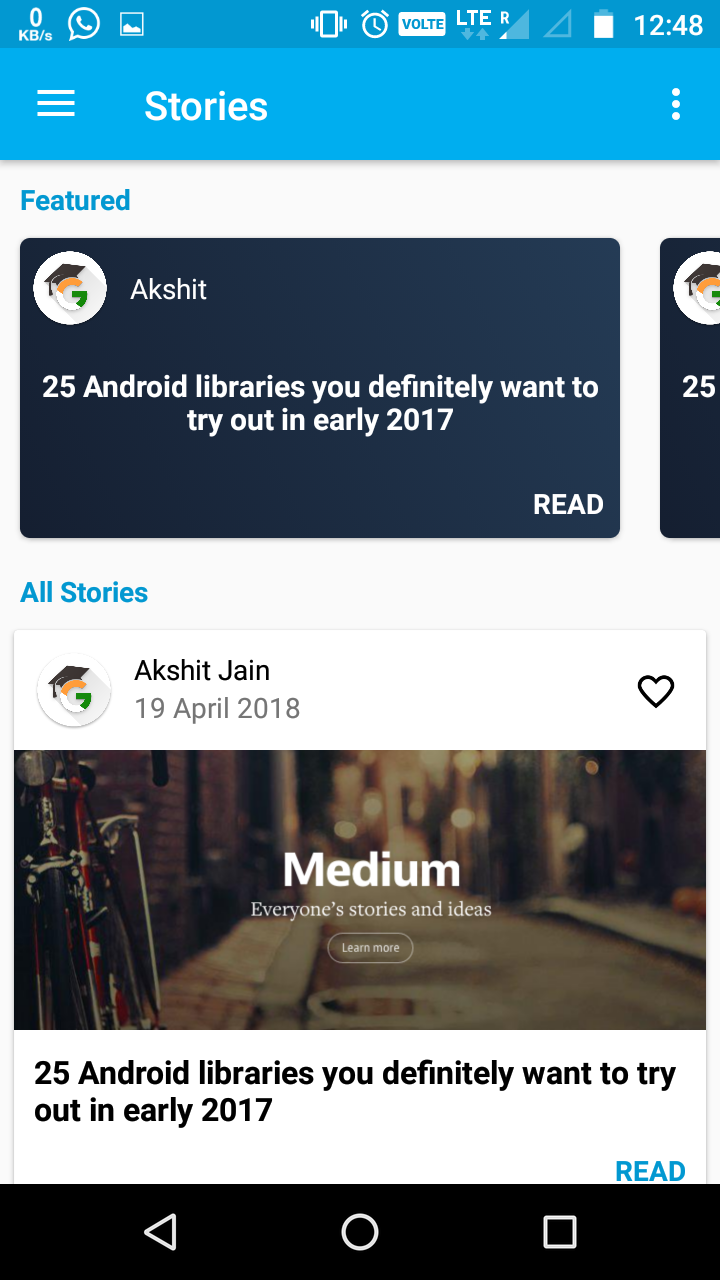 0
KB/s
VOLTE
LTE
R
12:48
Stories
Featured
Akshit
25 Android libraries you definitely want to
try out in early 2017
READ
25
All Stories
Akshit Jain
19 April 2018
Medium
Everyone's stories and ideas
Learn more
25 Android libraries you definitely want to try
out in early 2017
READ